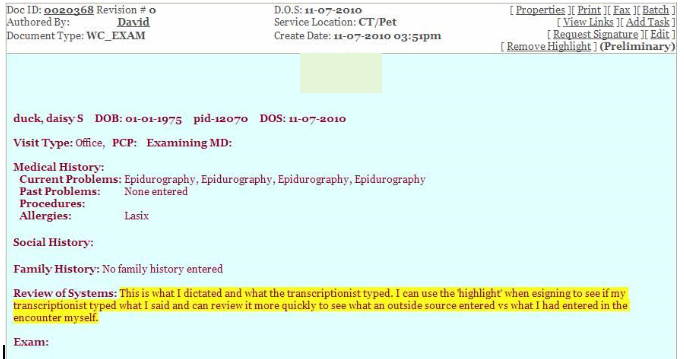 Doc ID: 0020368 Revision # 0 D.O.S: 11-07-2010 [ Properties ][ Print ][ Fax ][ Batch ]
Authored By: David Service Location: CT/Pet [ View Links ][ Add Task ]
Document Type: WC_EXAM Create Date: 11-07-2010 03:51pm [ Request Signature ][ Edit ]
[ Remove Highlight ] (Preliminary)
duck, daisy S DOB: 01-01-1975 pid-12070 DOS: 11-07-2010
Visit Type: Office, PCP: Examining MD:
Medical History:
Current Problems: Epidurography, Epidurography, Epidurography, Epidurography
Past Problems: None entered
Procedures:
Allergies: Lasix
Social History:
Family History: No family history entered
Review of Systems: This is what I dictated and what the transcriptionist typed. I can use the 'highlight' when esigning to see if my
transcriptionist typed what I said and can review it more quickly to see what an outside source entered vs what I had entered in the
encounter myself.
Exam: